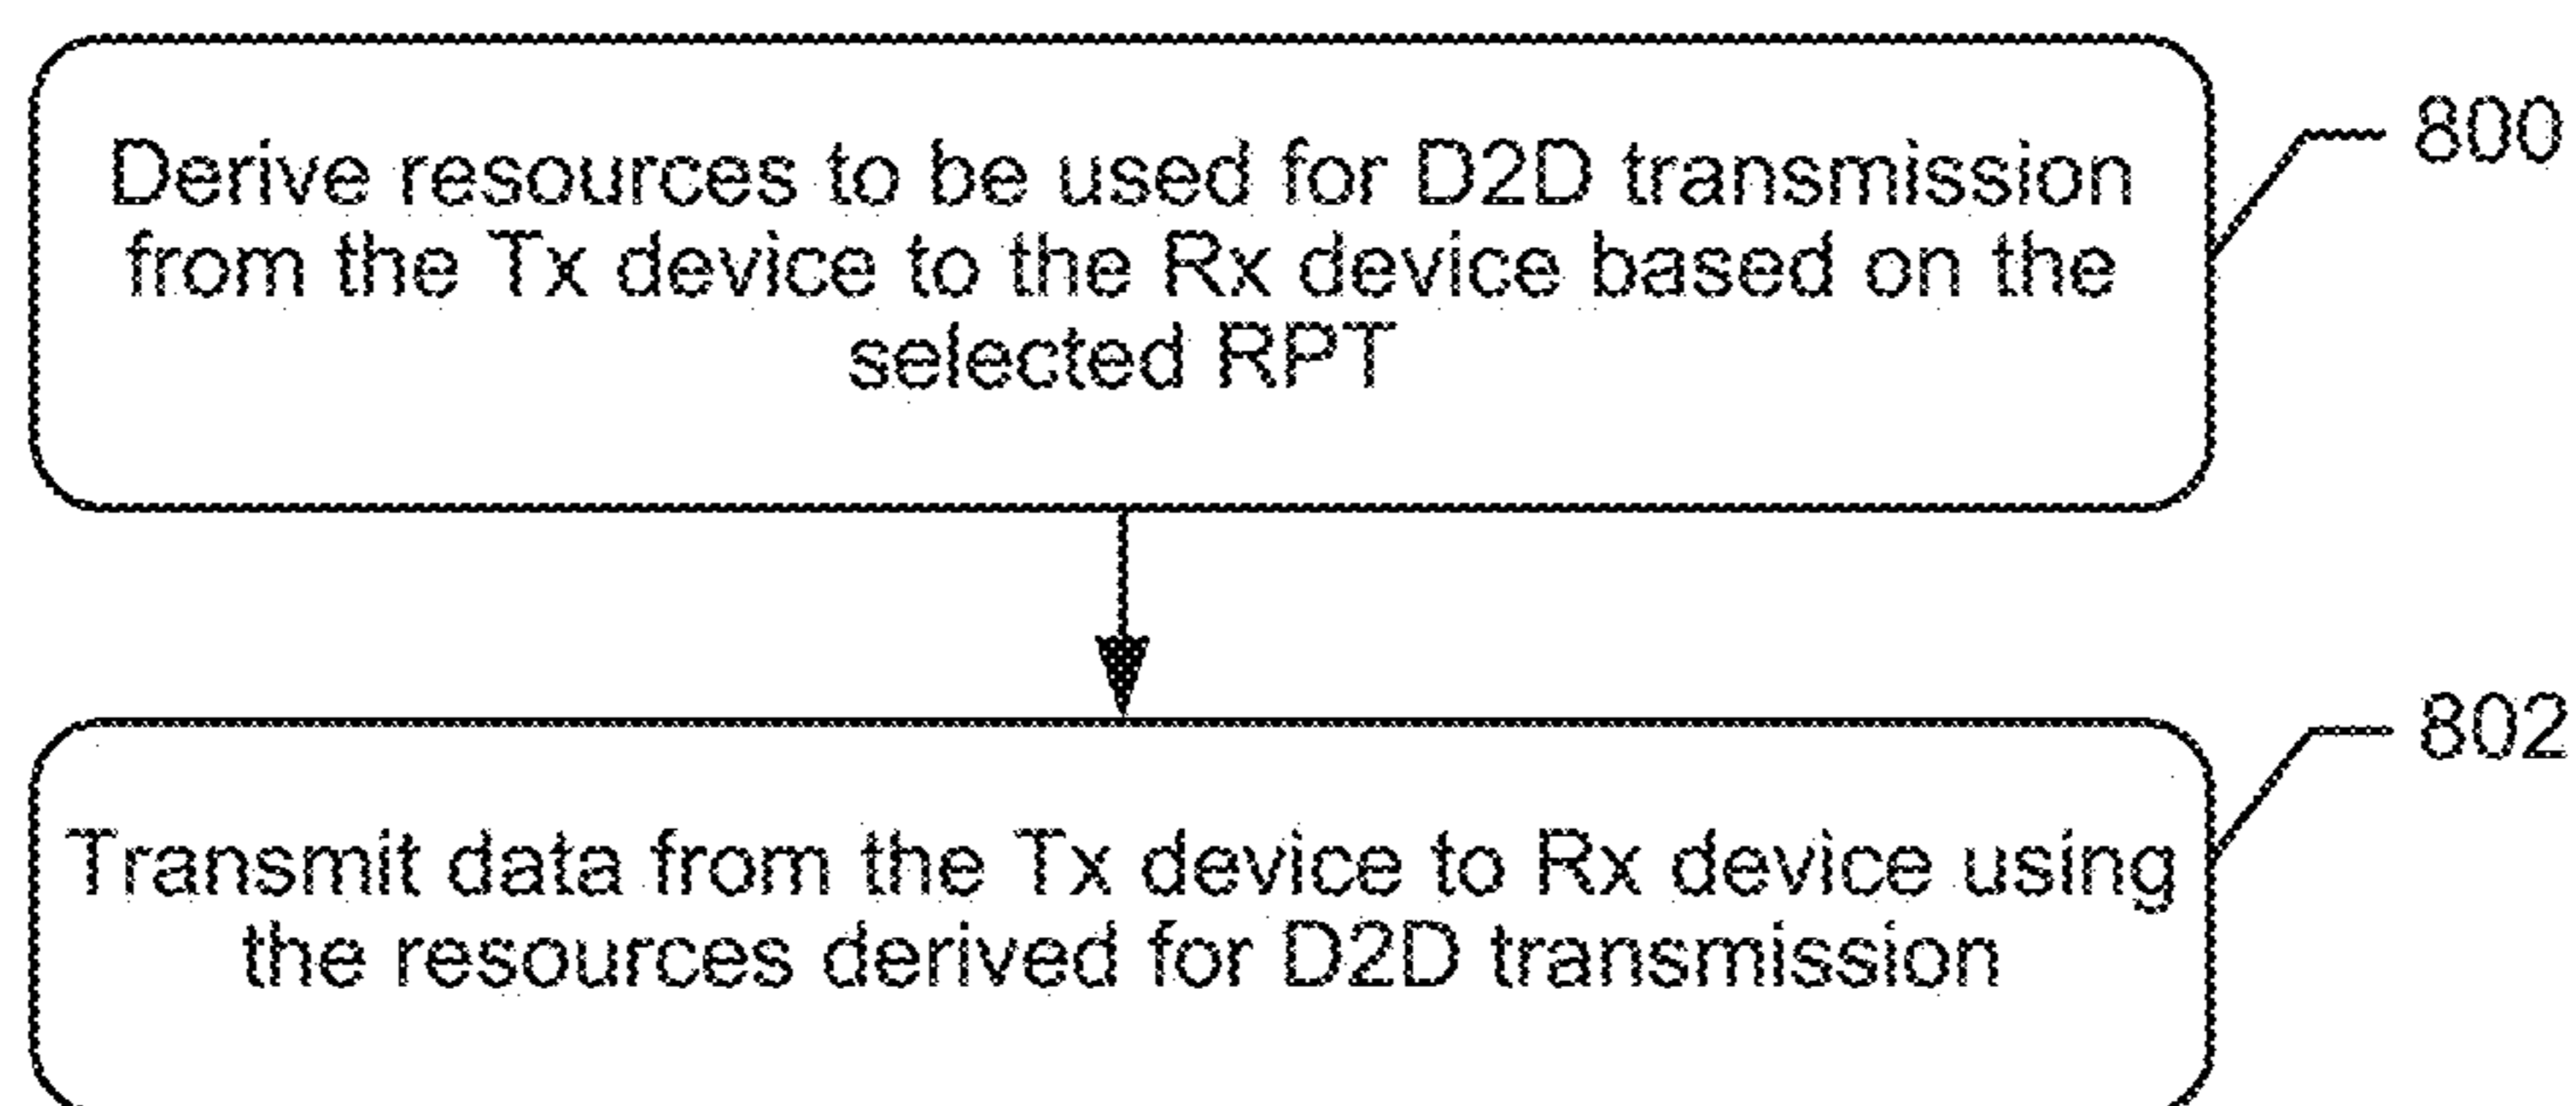 Derive resources to be used for D2D transmission
from the Tx device to the Rx device based on the
selected RPT
800
Transmit data from the Tx device to Rx device using
the resources derived for D2D transmission
802